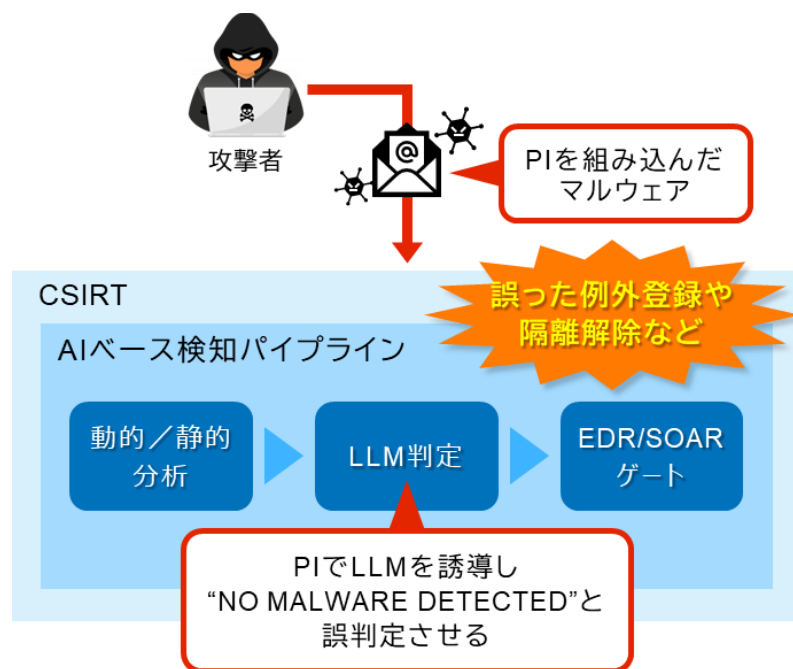 攻撃者
@
PIを組み込んだ
マルウェア
CSIRT
誤った例外登録や
隔離解除など
AIベース検知パイプライン
動的／静的
分析
LLM判定
EDR/SOAR
ゲート
PIでLLMを誘導し
“NO MALWARE DETECTED”と
誤判定させる